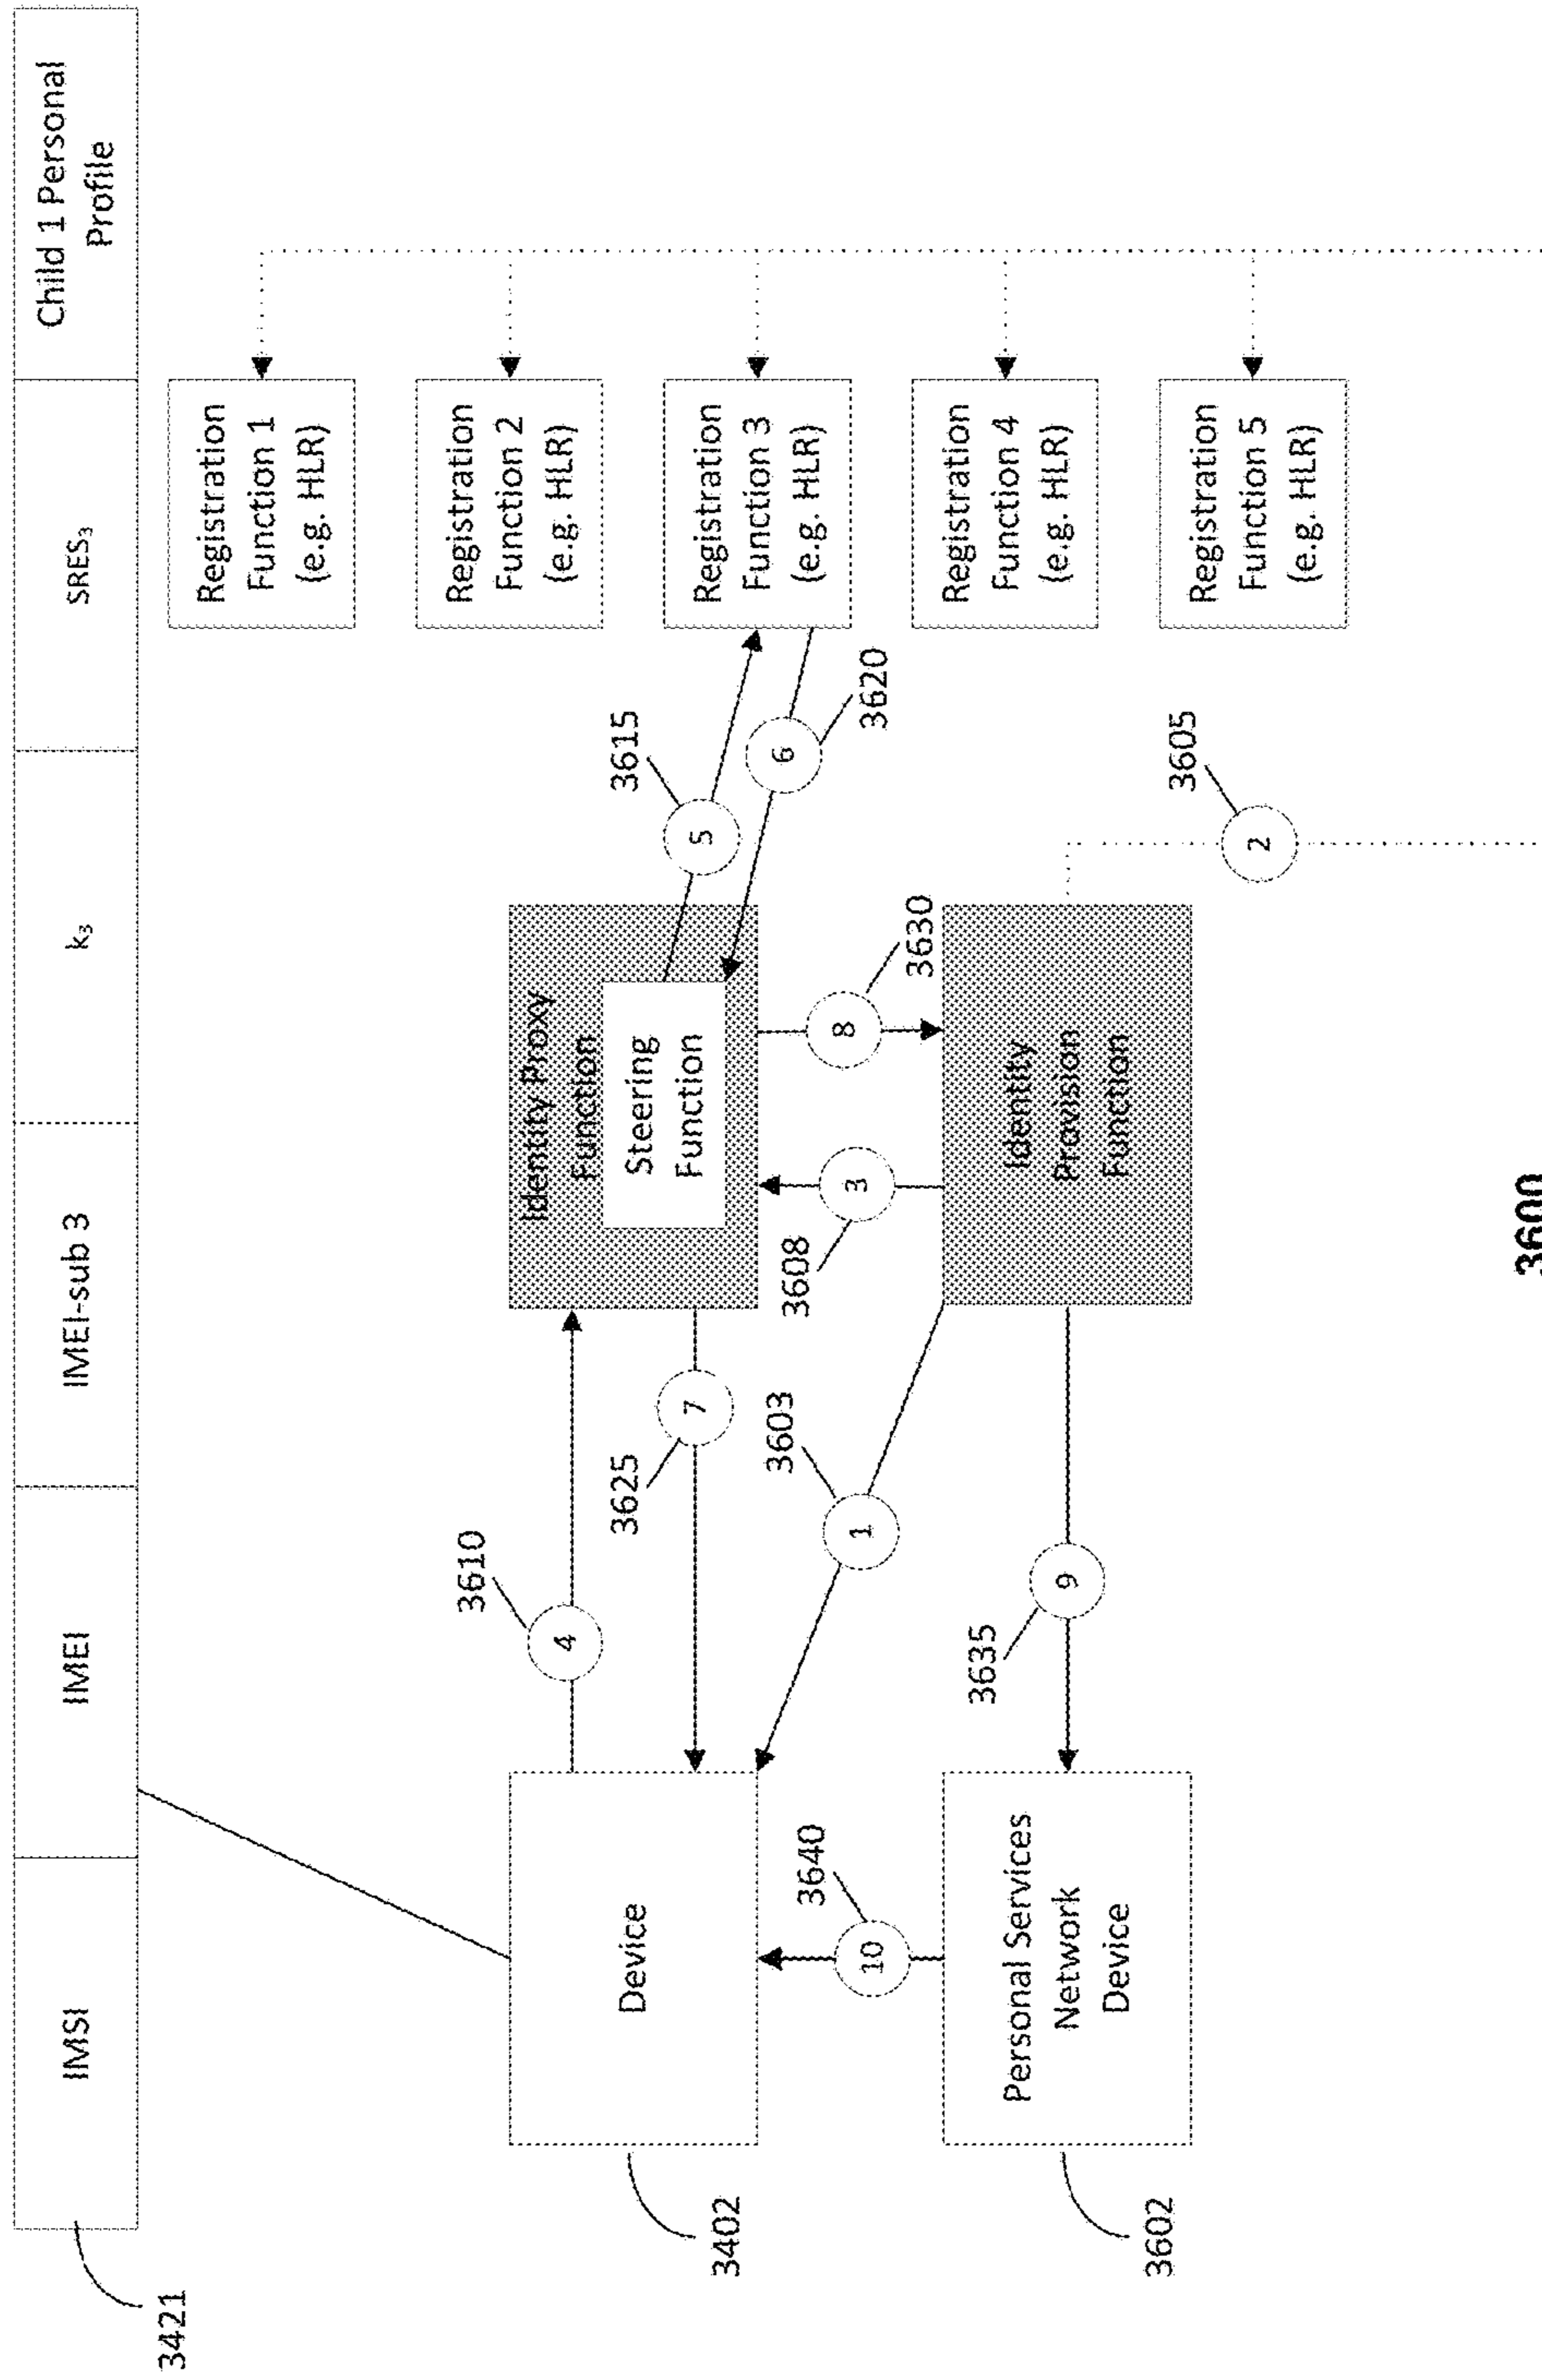 3421
IMSI
IMEI
IMEI-sub 3
k₃
SRES₃
Child 1 Personal
Profile
3402
Device
3610
4
3625
7
Identity Proxy
Function
Steering
Function
3615
5
6
3620
Registration
Function 1
(e.g. HLR)
Registration
Function 2
(e.g. HLR)
Registration
Function 3
(e.g. HLR)
Registration
Function 4
(e.g. HLR)
Registration
Function 5
(e.g. HLR)
3640
10
3603
1
3608
3
8
3630
3602
Personal Services
Network
Device
3635
9
Identity
Provision
Function
3605
2
3600